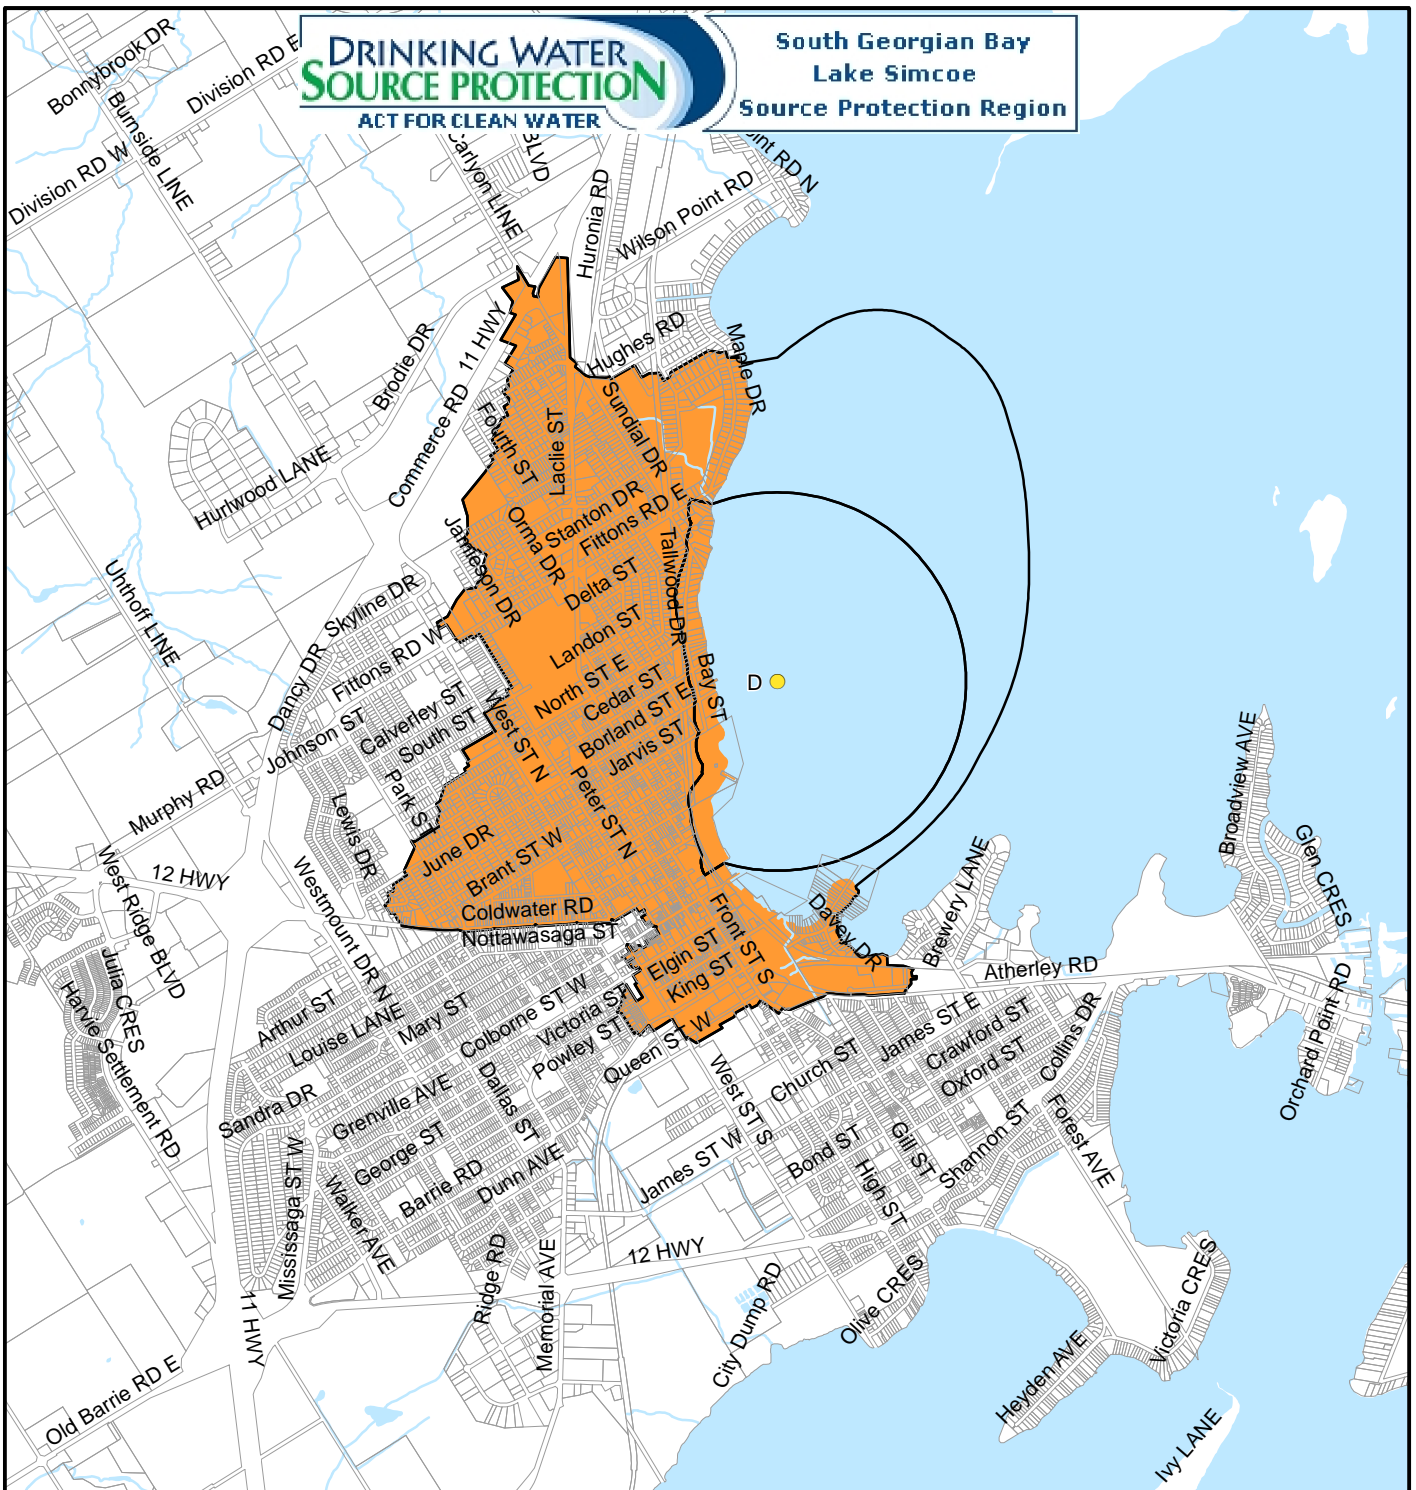 DRINKING WATER
SOURCE PROTECTION
ACT FOR CLEAN WATER
South Georgian Bay
Lake Simcoe
Source Protection Region
Bonnybrook DR
Division RD E
Burnside LINE
Division RD W
Carlyon LINE
BLVD
Huronia RD
Wilson Point RD
RD N
Hughes RD
Maple DR
Brodie DR
11 HWY
Commerce RD
Fourth ST
Laclie ST
Sundial DR
Hurlwood LANE
Stanton DR
Fittons RD E
Orma DR
Jamieson DR
Tallwood DR
Delta ST
Uhthoff LINE
Skyline DR
Landon ST
Fittons RD W
Dancy DR
North ST E
Cedar ST
Bay ST
D
Calverley ST
Johnson ST
South ST
West ST N
Borland ST E
Jarvis ST
Murphy RD
Park ST
Peter ST N
Lewis DR
June DR
Brant ST W
Broadview AVE
Glen CRES
12 HWY
West Ridge BLVD
Westmount DR N
Coldwater RD
Nottawasaga ST
Front ST S
Davey DR
Brewery LANE
Elgin ST
King ST
Atherley RD
Julia CRES
Harvie Settlement RD
Arthur ST
Louise LANE
Mary ST
Colborne ST W
Victoria ST
Powley ST
Queen ST W
James ST E
Crawford ST
Oxford ST
Collins DR
Orchard Point RD
Church ST
West ST S
Sandra DR
Grenville AVE
Dallas ST
George ST
Barrie RD
Dunn AVE
James ST W
Bond ST
Gill ST
High ST
Shannon ST
Forest AVE
Mississaga ST W
Walker AVE
12 HWY
Ridge RD
Memorial AVE
City Dump RD
Olive CRES
Victoria CRES
Heyden AVE
11 HWY
Old Barrie RD E
Ivy LANE